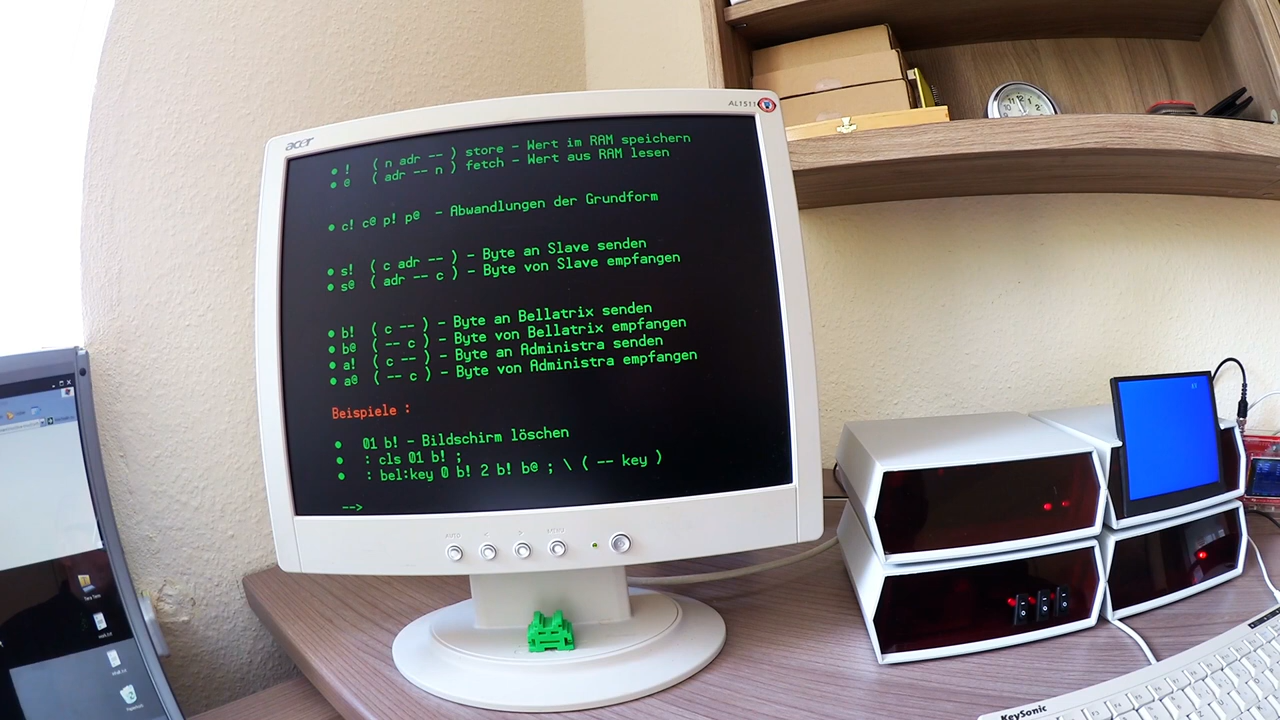 acer
AL1511
• ! ( n adr -- ) store - Wert im RAM speichern
• @ ( adr -- n ) fetch - Wert aus RAM lesen
• c! c@ p! p@ - Abwandlungen der Grundform
• s! ( c adr -- ) - Byte an Slave senden
• s@ ( adr -- c ) - Byte von Slave empfangen
• b! ( c -- ) - Byte an Bellatrix senden
• b@ ( -- c ) - Byte von Bellatrix empfangen
• a! ( c -- ) - Byte an Administra senden
• a@ ( -- c ) - Byte von Administra empfangen
Beispiele :
• 01 b! - Bildschirm löschen
• : cls 01 b! ;
• : bel:key 0 b! 2 b! b@ ; \ ( -- key )
-->
AUTO < > MENU
KeySonic